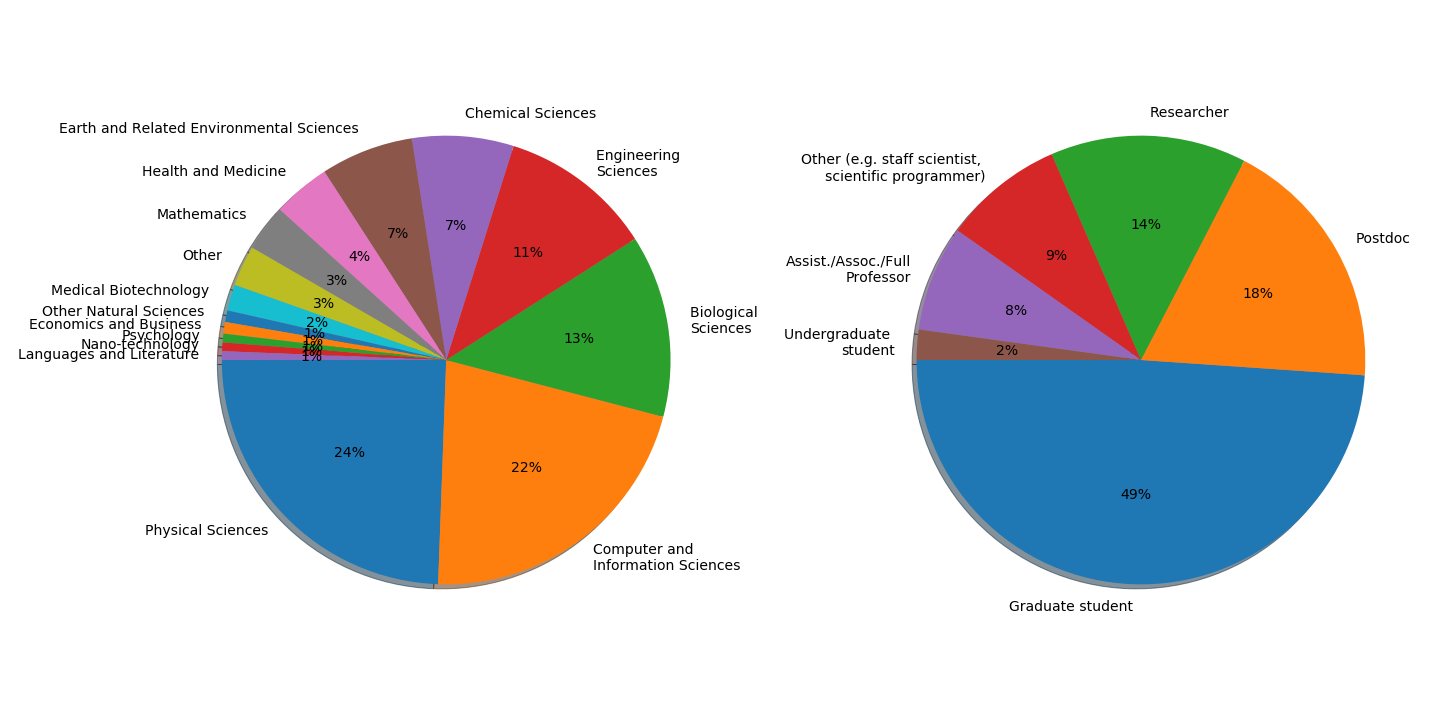 Chemical Sciences
Earth and Related Environmental Sciences
Engineering
Sciences
Health and Medicine
Mathematics
Other
Medical Biotechnology
Other Natural Sciences
Economics and Business
Psychology
Nano-technology
Languages and Literature
Biological
Sciences
Physical Sciences
Computer and
Information Sciences
7%
7%
11%
4%
3%
3%
2%
1%
1%
1%
1%
1%
13%
24%
22%
Researcher
Other (e.g. staff scientist,
scientific programmer)
Postdoc
Assist./Assoc./Full
Professor
Undergraduate
student
Graduate student
14%
9%
18%
8%
2%
49%